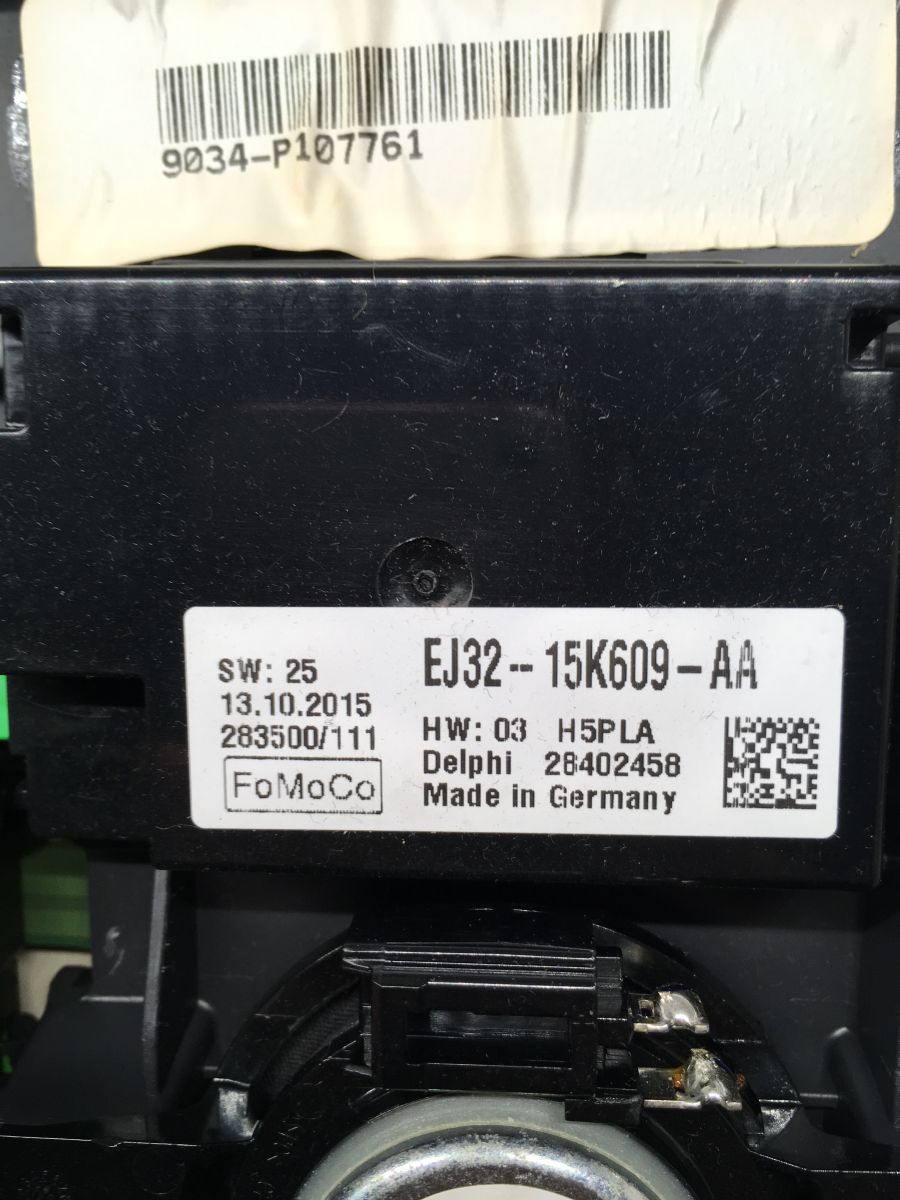 9034-P107761
SW: 25
13.10.2015
283500/111
FoMoCo
EJ32-15K609-AA
HW: 03 H5PLA
Delphi 28402458
Made in Germany